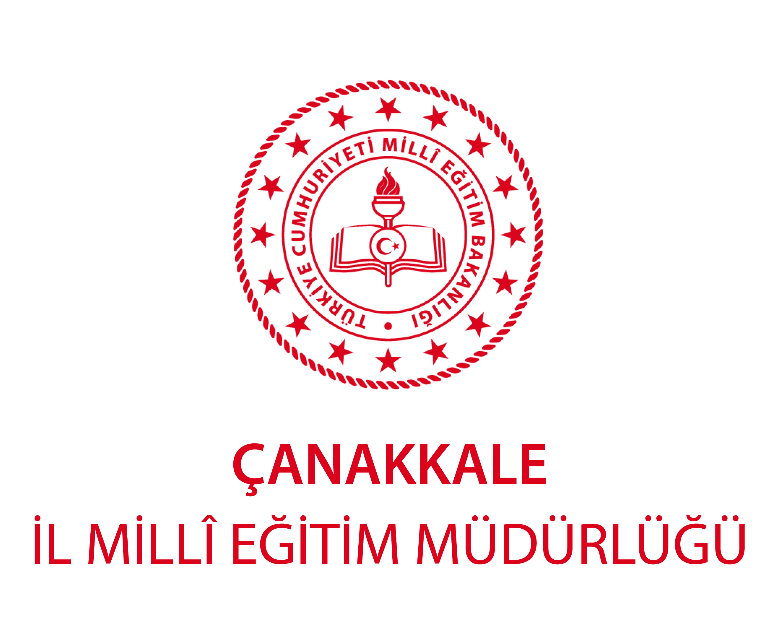 TÜRKİYE CUMHURİYETİ MİLLÎ EĞİTİM BAKANLIĞI
ÇANAKKALE
İL MİLLÎ EĞİTİM MÜDÜRLÜĞÜ